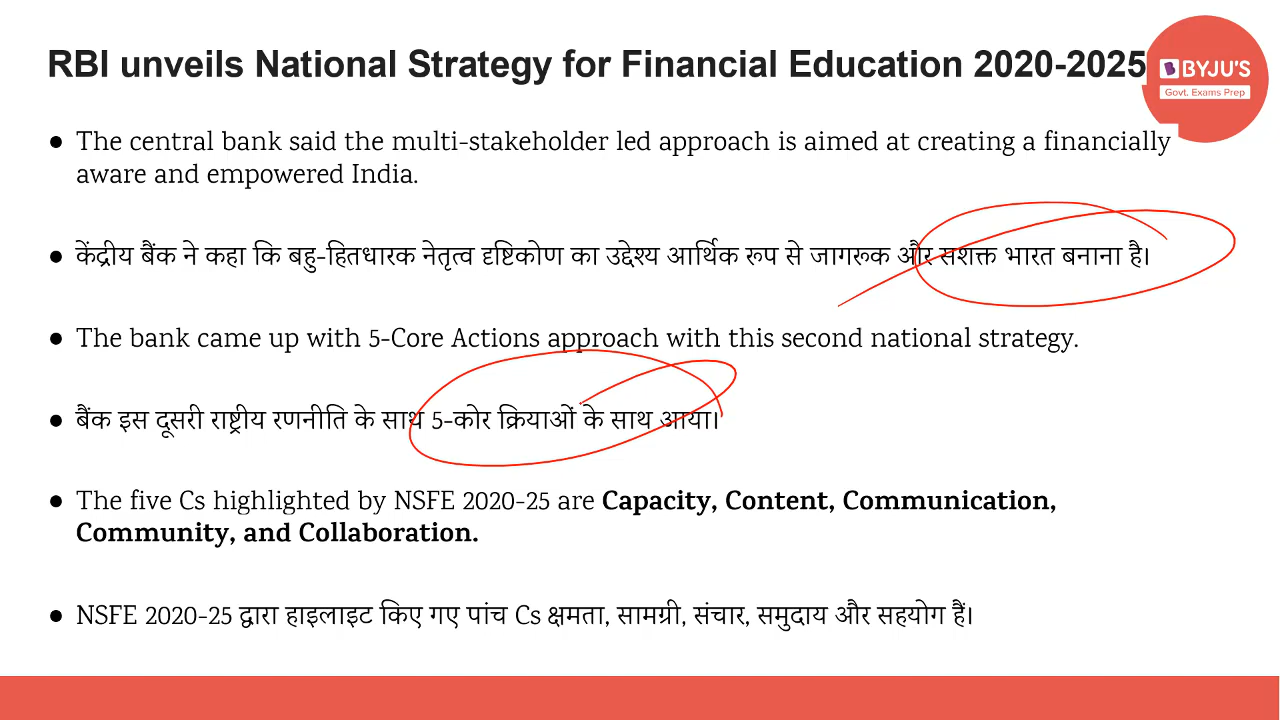 RBI unveils National Strategy for Financial Education 2020-2025
BYJU'S
Govt. Exams Prep
● The central bank said the multi-stakeholder led approach is aimed at creating a financially
aware and empowered India.
● केंद्रीय बैंक ने कहा कि बहु-हितधारक नेतृत्व दृष्टिकोण का उद्देश्य आर्थिक रूप से जागरूक और सशक्त भारत बनाना है।
● The bank came up with 5-Core Actions approach with this second national strategy.
● बैंक इस दूसरी राष्ट्रीय रणनीति के साथ 5-कोर क्रियाओं के साथ आया।
● The five Cs highlighted by NSFE 2020-25 are Capacity, Content, Communication,
Community, and Collaboration.
● NSFE 2020-25 द्वारा हाइलाइट किए गए पांच Cs क्षमता, सामग्री, संचार, समुदाय और सहयोग हैं।